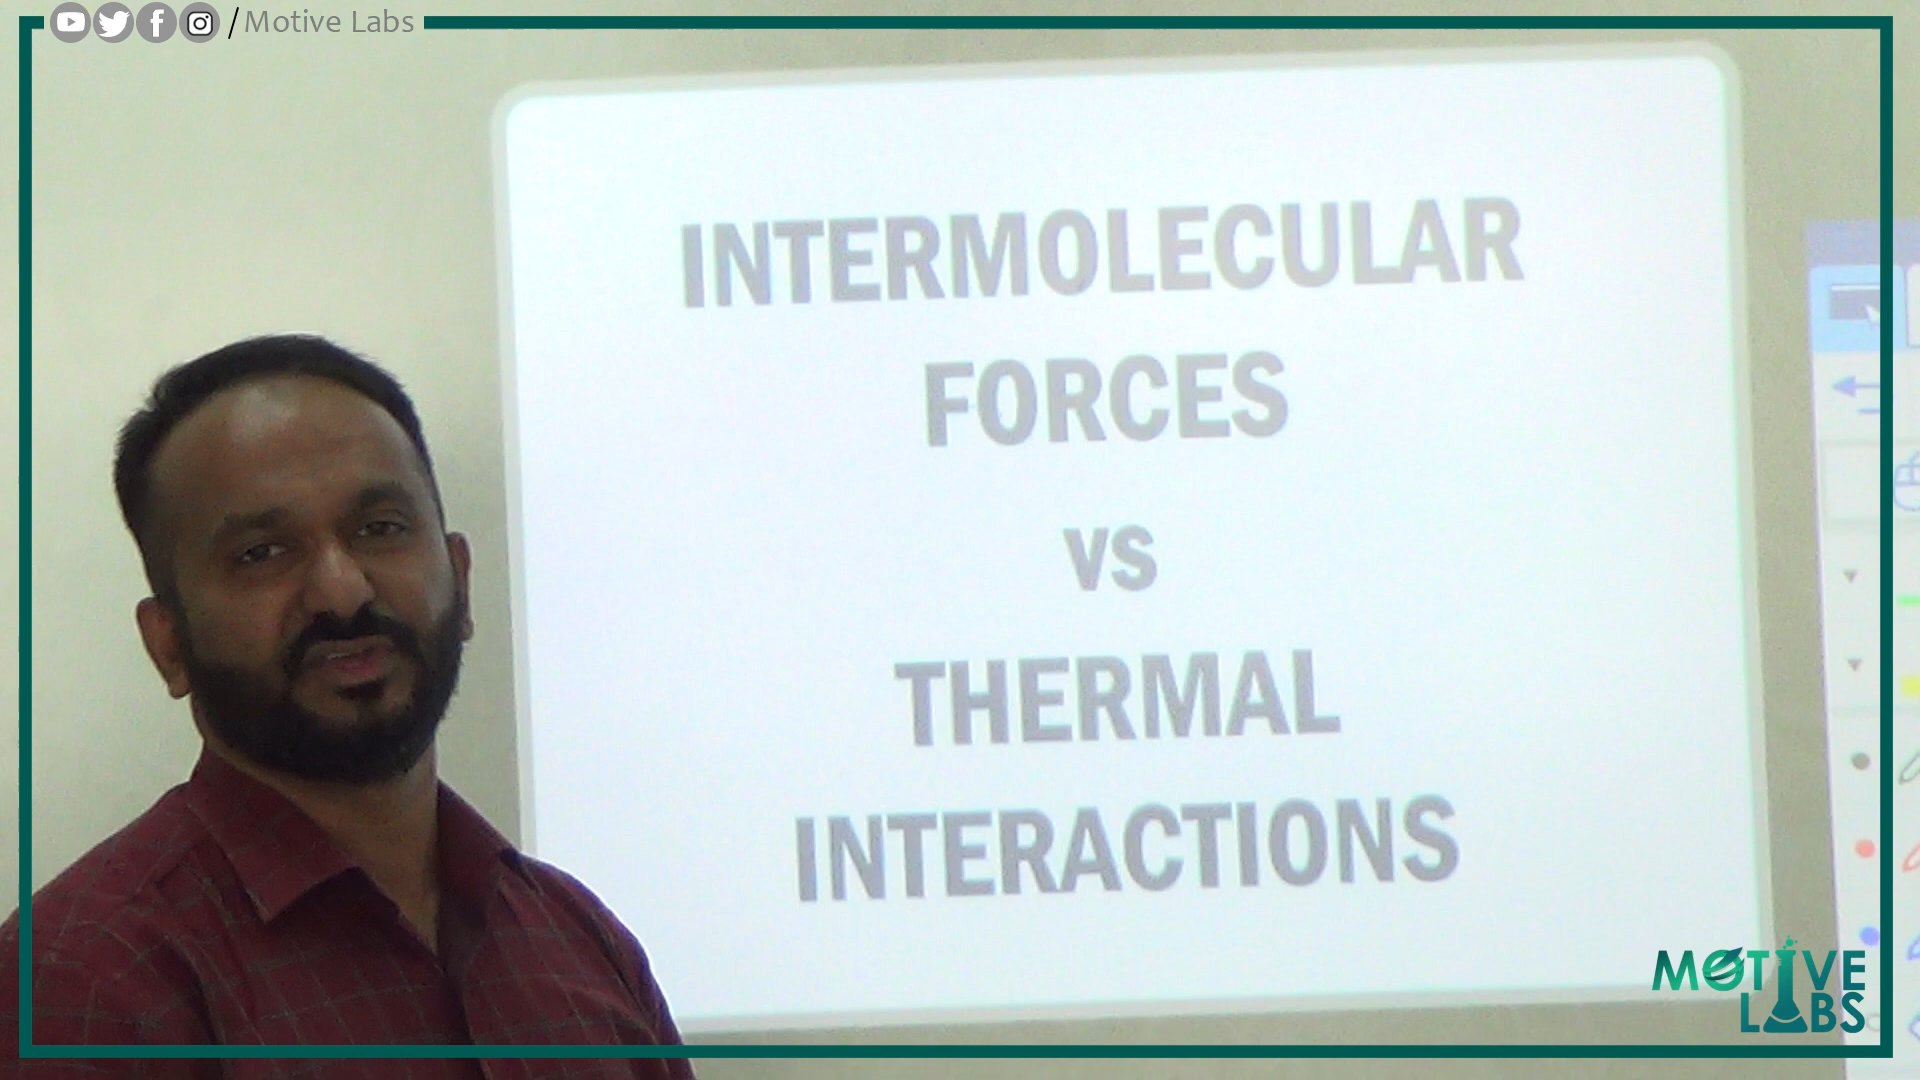 /Motive Labs
INTERMOLECULAR
FORCES
VS
THERMAL
INTERACTIONS
MOTIVE
LABS